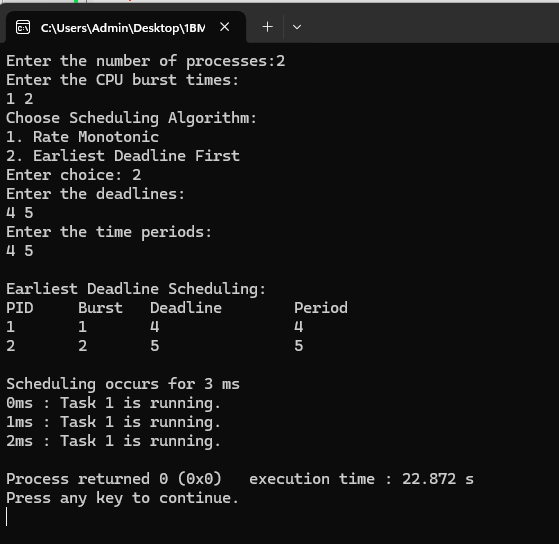 C:\Users\Admin\Desktop\1BM
Enter the number of processes:2
Enter the CPU burst times:
1 2
Choose Scheduling Algorithm:
1. Rate Monotonic
2. Earliest Deadline First
Enter choice: 2
Enter the deadlines:
4 5
Enter the time periods:
4 5
Earliest Deadline Scheduling:
PID Burst Deadline Period
1 1 4 4
2 2 5 5
Scheduling occurs for 3 ms
0ms : Task 1 is running.
1ms : Task 1 is running.
2ms : Task 1 is running.
Process returned 0 (0x0) execution time : 22.872 s
Press any key to continue.